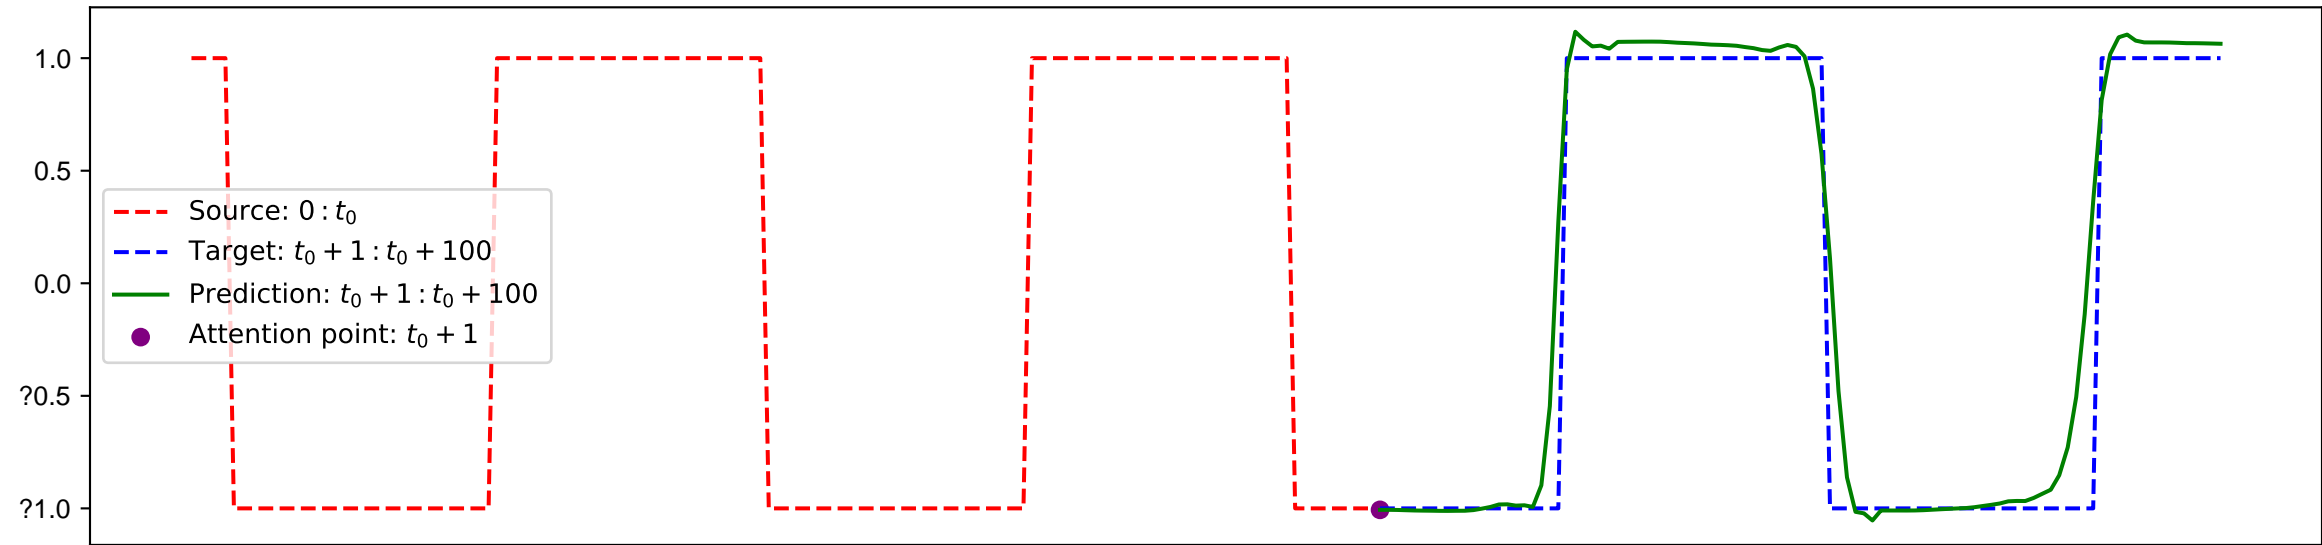 1.0
0.5
0.0
?0.5
?1.0
Source: 0 : t₀
Target: t₀ + 1 : t₀ + 100
Prediction: t₀ + 1 : t₀ + 100
Attention point: t₀ + 1